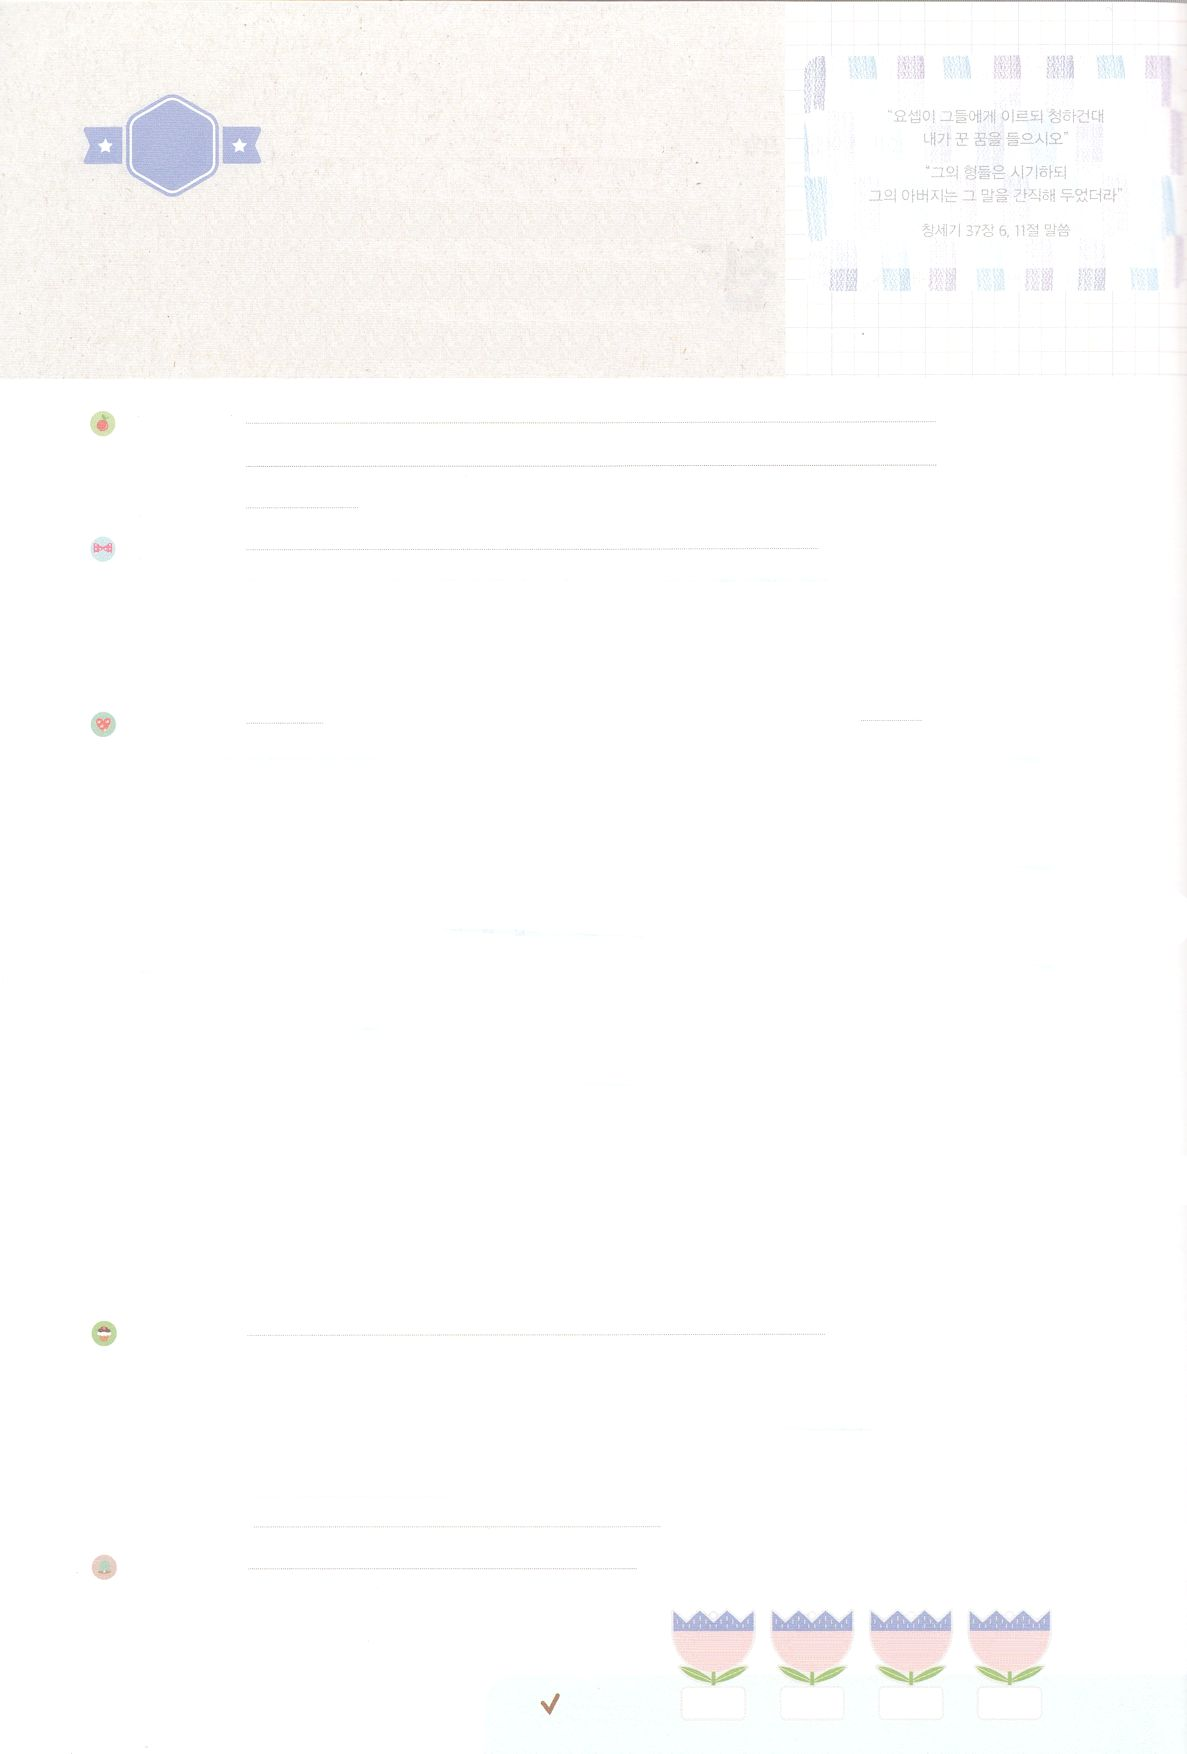 “요셉이 그들에게 이르되 청하건대
내가 꾼 꿈을 들으시오”
“그의 형들은 시기하되
그의 아버지는 그 말을 간직해 두었더라”
창세기 37장 6, 11절 말씀